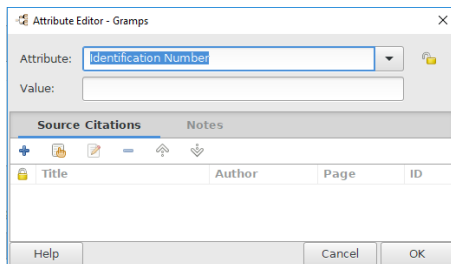 Attribute Editor - Gramps
Attribute: Identification Number
Value:
Source Citations Notes
Title Author Page ID
Help Cancel OK